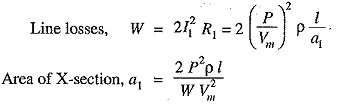 Line losses, W = 2I₁² R₁ = 2 (P/Vₘ)² ρ l/a₁ .
Area of X-section, a₁ = 2 P² ρ l / W Vₘ²